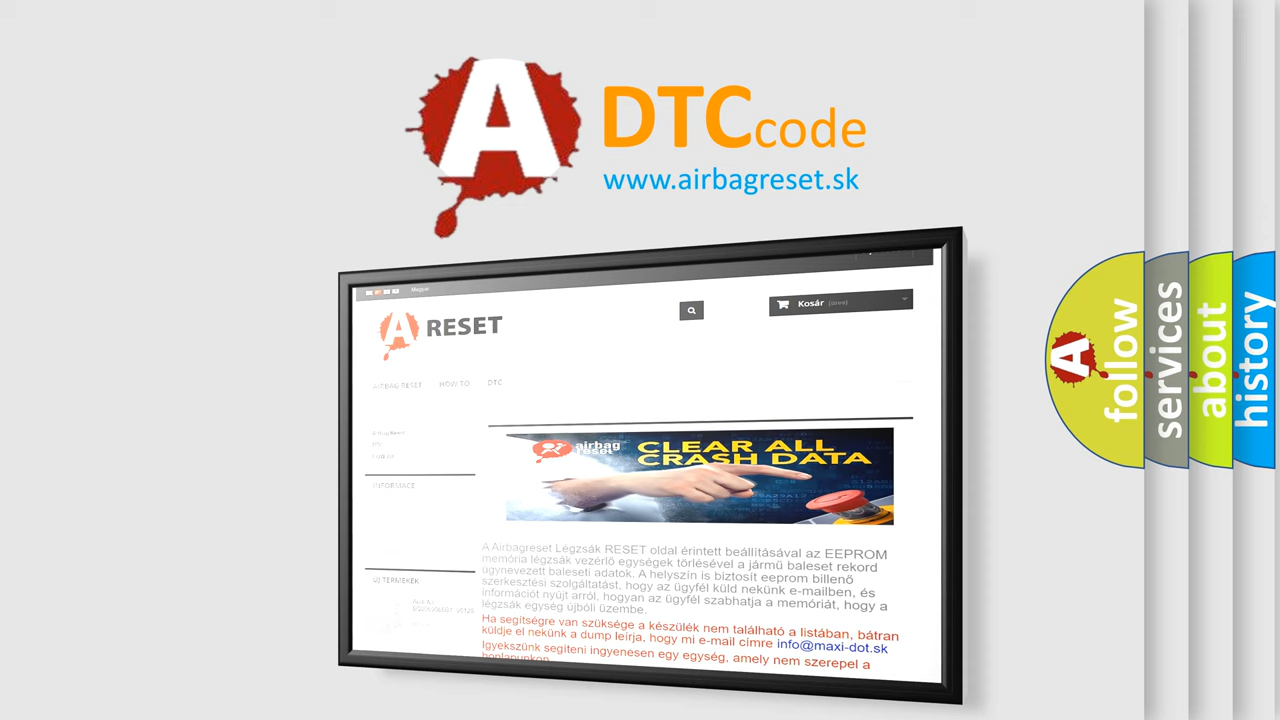 A DTC code
www.airbagreset.sk
Magyar
Kosár (üres)
A RESET
AIRBAG RESET HOW TO DTC
INFORMACE
airbag
reset
CLEAR ALL
CRASH DATA
A Airbagreset Légzsák RESET oldal érintett beállításával az EEPROM
memória légzsák vezérlő egységek törlésével a jármű baleset rekord
úgynevezett baleseti adatok. A helyszín is biztosít eeprom billenő
szerkesztési szolgáltatást, hogy az ügyfél küld nekünk e-mailben, és
információt nyújt arról, hogyan az ügyfél szabhatja a memóriát, hogy a
légzsák egység újbóli üzembe.
Ha segítségre van szüksége a készülék nem található a listában, bátran
küldje el nekünk a dump leírja, hogy mi e-mail címre info@maxi-dot.sk
Igyekszünk segíteni ingyenesen egy egység, amely nem szerepel a
honlapunkon
ÚJ TERMÉKEK
A follow
services
about
history